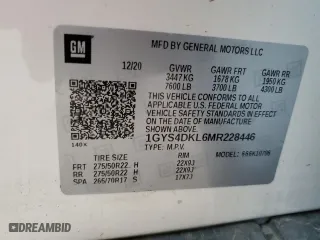 GM
MFD BY GENERAL MOTORS LLC
12/20
GVWR GAWR FRT GAWR RR
3447 KG 1678 KG 1950 KG
7600 LB 3700 LB 4300 LB
THIS VEHICLE CONFORMS TO ALL
APPLICABLE U.S. FEDERAL MOTOR
VEHICLE SAFETY STANDARDS IN EFFECT
ON THE DATE OF MANUFACTURE SHOWN ABOVE.
1GYS4DKL6MR228446
140X
TYPE: M.P.V. MODEL:
RIM
FRT 275/50R22 H 22X9J
RR 275/50R22 H 22X9J
SPA 265/70R17 S 17X7J
© AUTOBIDMASTER